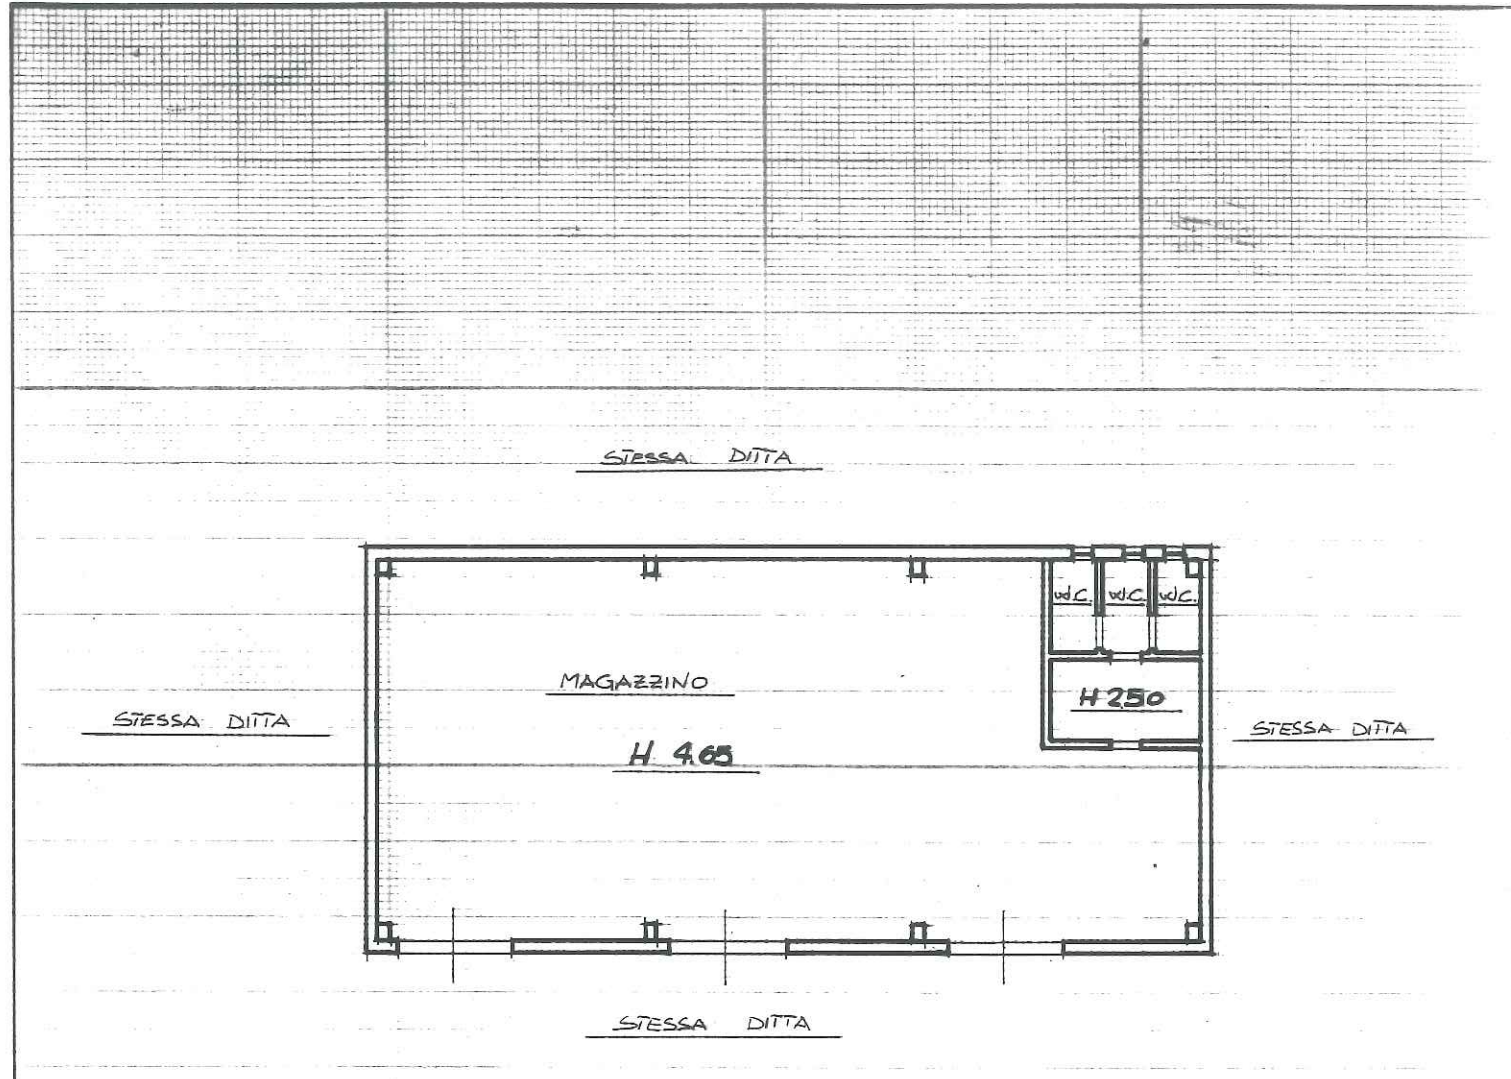 STESSA DITTA
W.C. W.C. W.C.
MAGAZZINO
H 2.50
STESSA DITTA
STESSA DITTA
H 4.65
STESSA DITTA